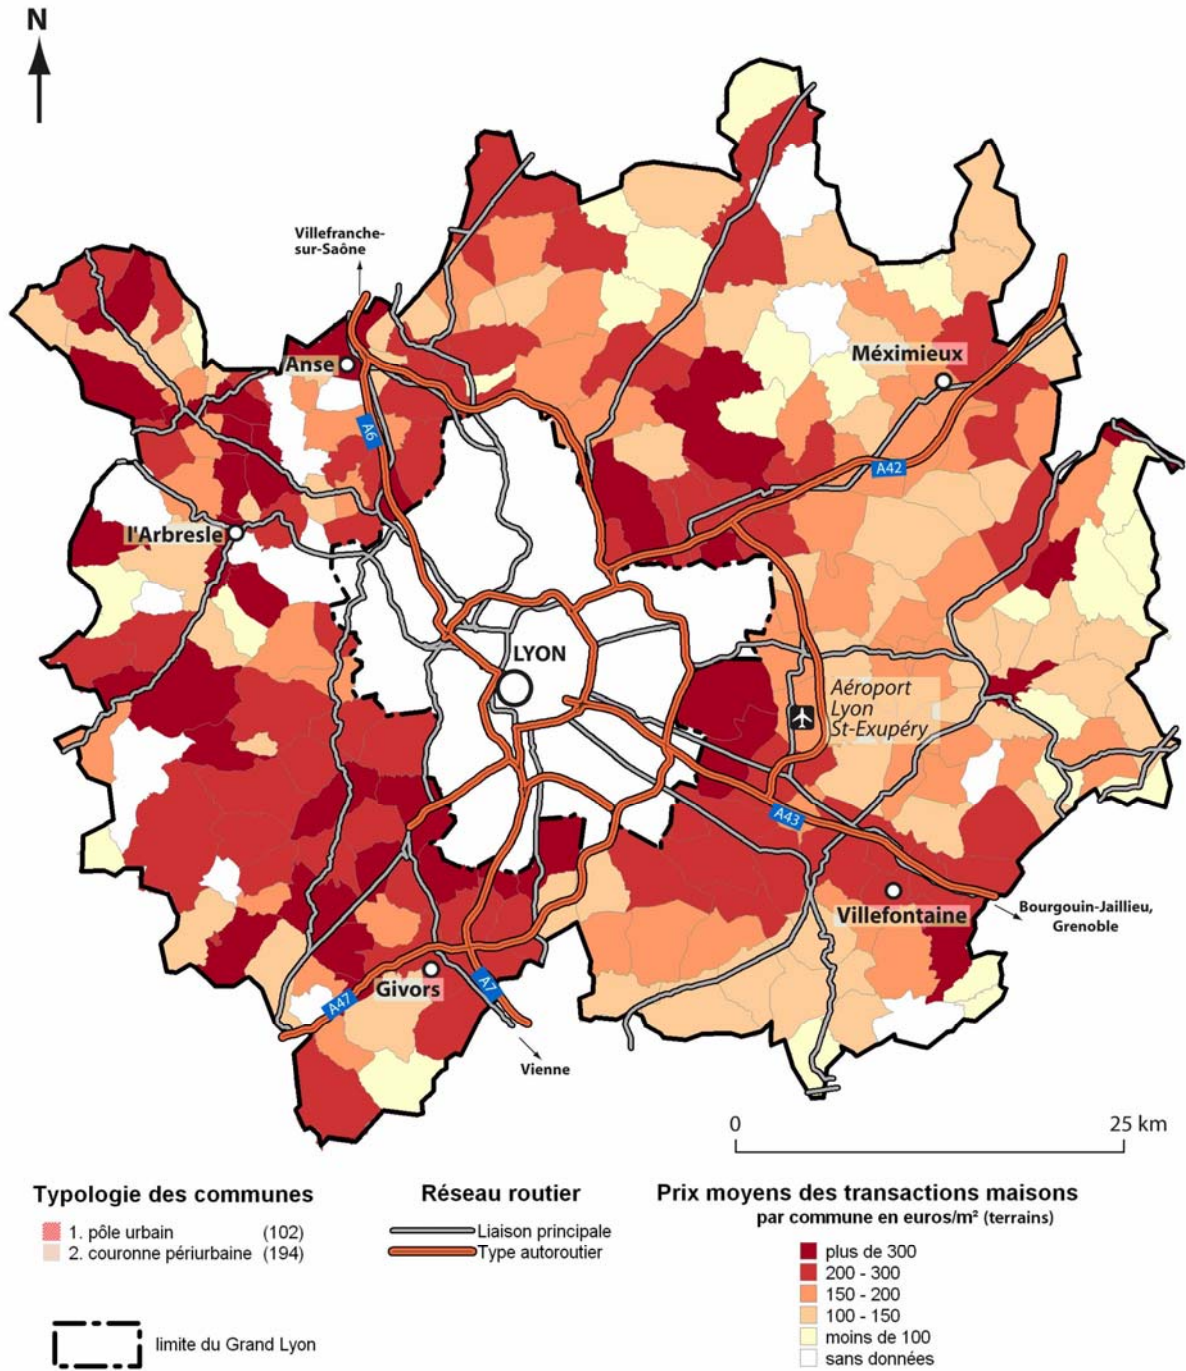 N
Villefranche-
sur-Saône
Anse
Méximieux
A6
A42
l'Arbresle
LYON
Aéroport
Lyon
St-Exupéry
A43
Villefontaine
Bourgouin-Jaillieu,
Grenoble
Givors
A47
A7
Vienne
0 25 km
Typologie des communes
1. pôle urbain (102)
2. couronne périurbaine (194)
limite du Grand Lyon
Réseau routier
Liaison principale
Type autoroutier
Prix moyens des transactions maisons
par commune en euros/m² (terrains)
plus de 300
200 - 300
150 - 200
100 - 150
moins de 100
sans données